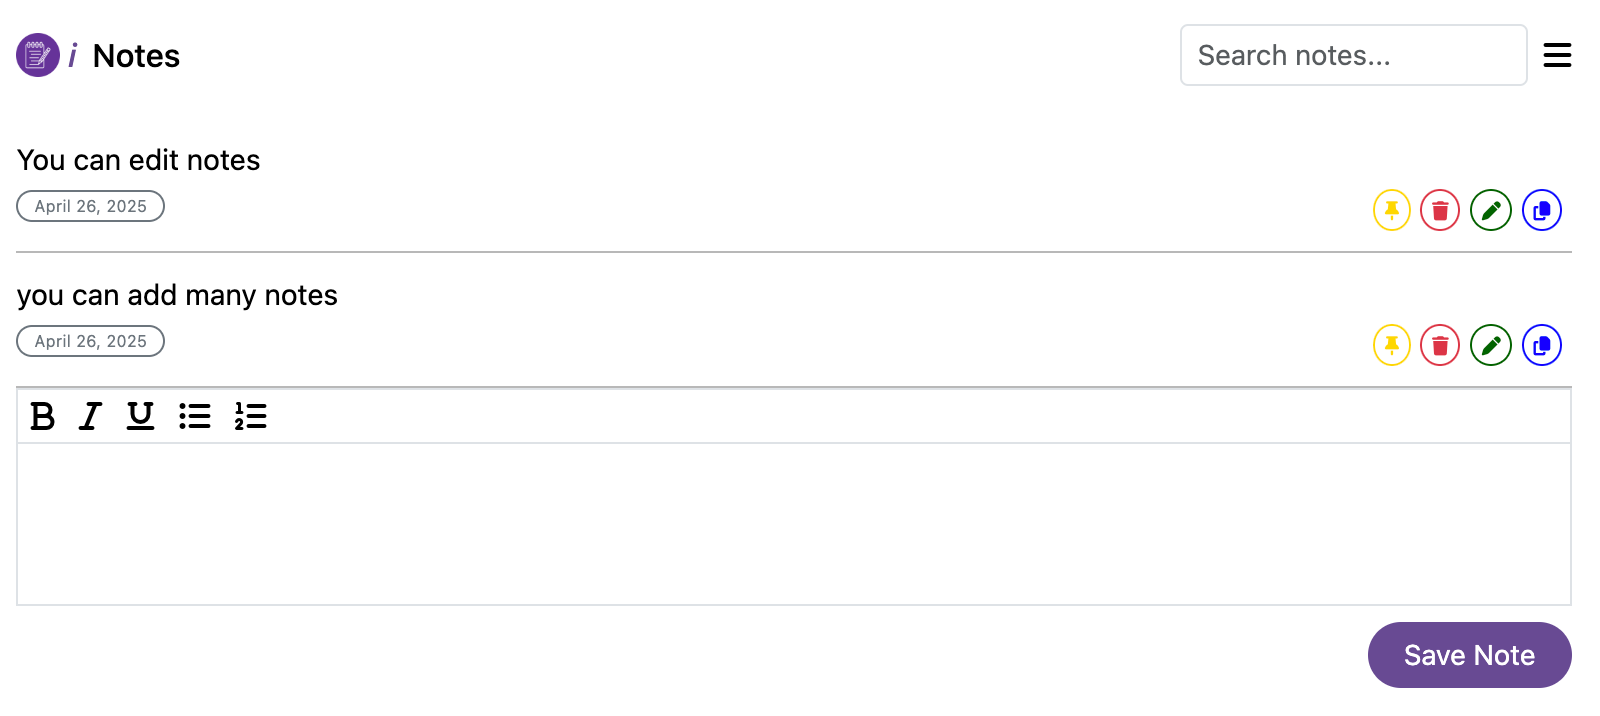 i Notes
Search notes...
You can edit notes
April 26, 2025
you can add many notes
April 26, 2025
B I U
Save Note